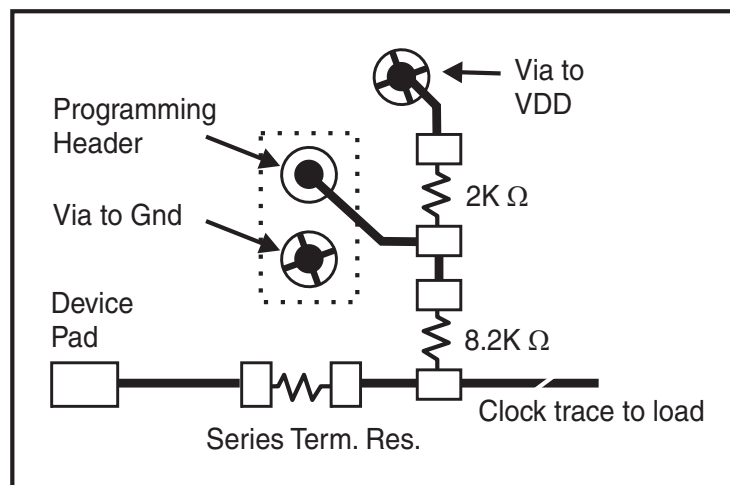 Via to
VDD
Programming
Header
2K Ω
Via to Gnd
Device
Pad
8.2K Ω
Clock trace to load
Series Term. Res.